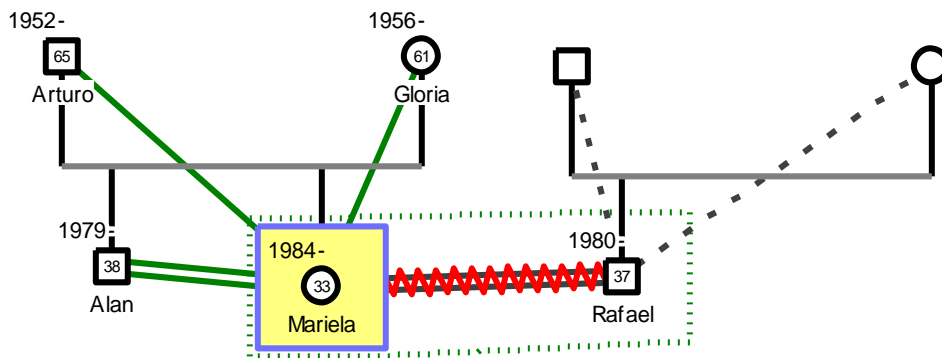 1952-
1956-
65
61
Arturo
Gloria
1979-
1984-
1980-
38
33
37
Alan
Mariela
Rafael